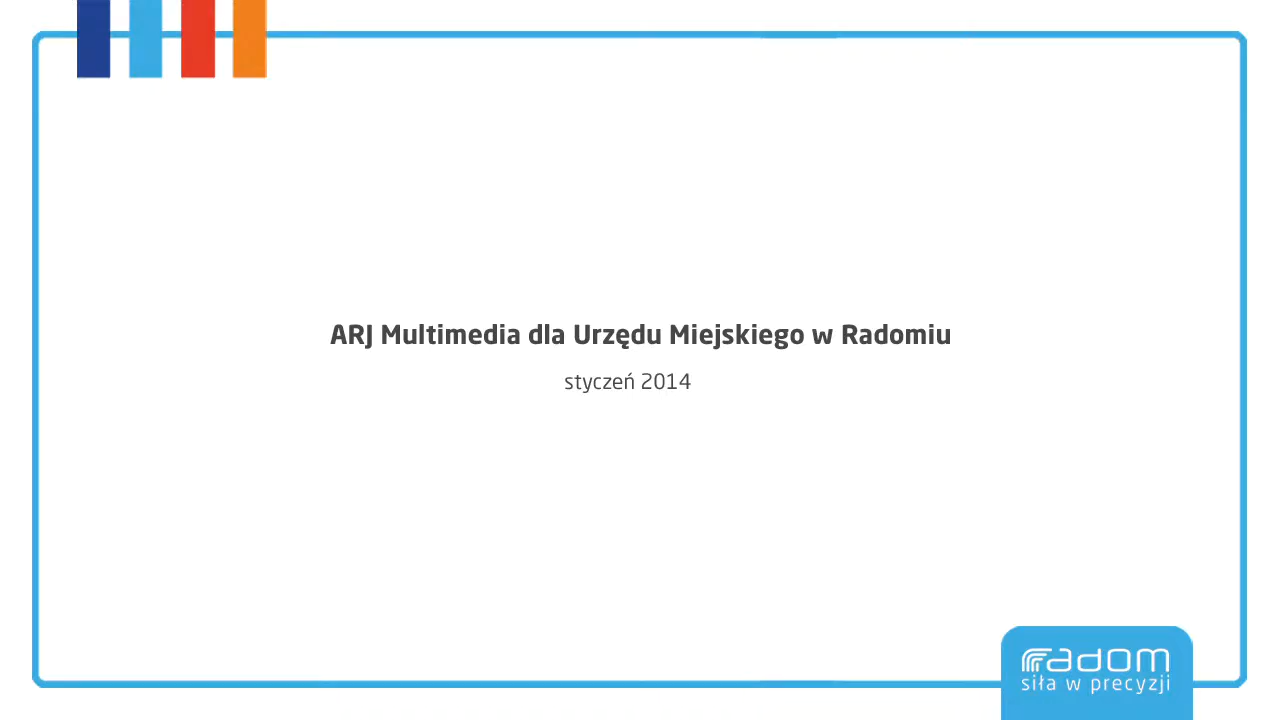 ARJ Multimedia dla Urzędu Miejskiego w Radomiu
styczeń 2014
radom
siła w precyzji